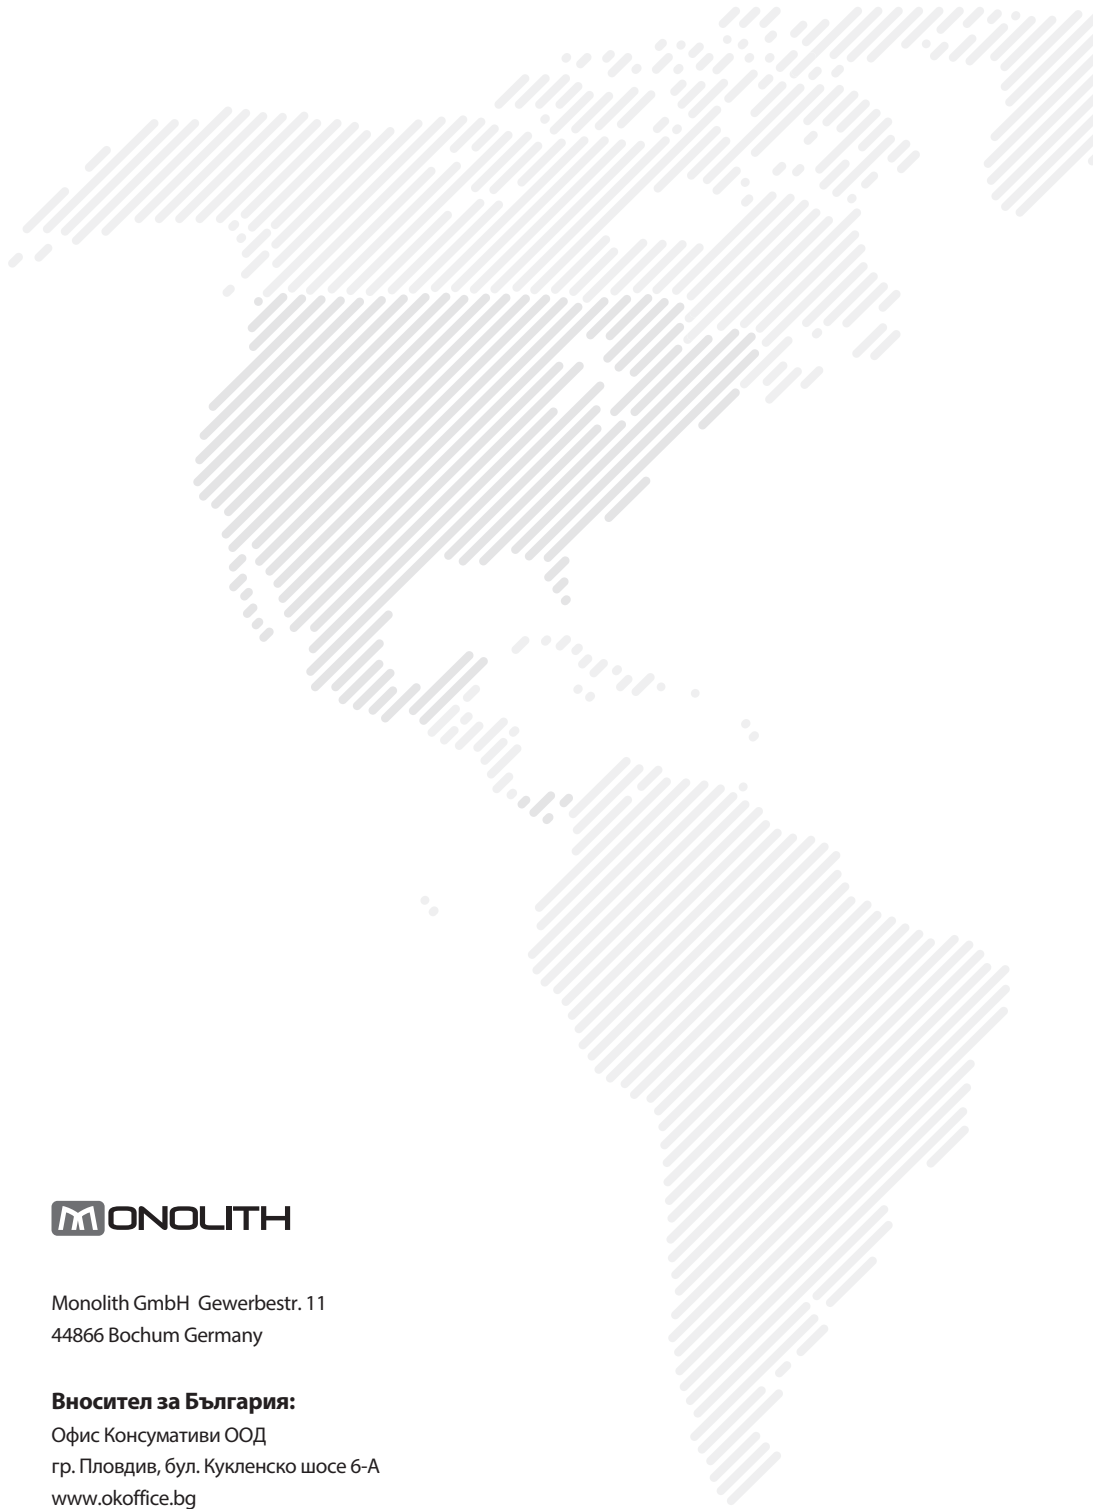 MONOLITH
Monolith GmbH Gewerbestr. 11
44866 Bochum Germany
Вносител за България:
Офис Консумативи ООД
гр. Пловдив, бул. Кукленско шосе 6-А
www.okoffice.bg